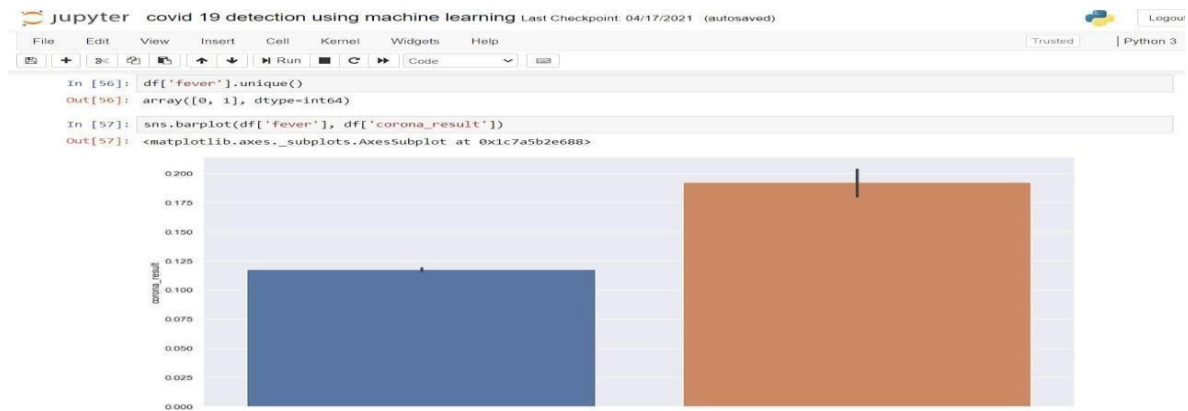 Jupyter covid 19 detection using machine learning Last Checkpoint: 04/17/2021 (autosaved)
Logout
File Edit View Insert Cell Kernel Widgets Help
Trusted
Python 3
Run
Code
In [56]: df['fever'].unique()
Out[56]: array([0, 1], dtype=int64)
In [57]: sns.barplot(df['fever'], df['corona_result'])
Out[57]: <matplotlib.axes._subplots.AxesSubplot at 0x1c7a5b2e688>
0.200
0.175
0.150
0.125
corona_result
0.100
0.075
0.050
0.025
0.000